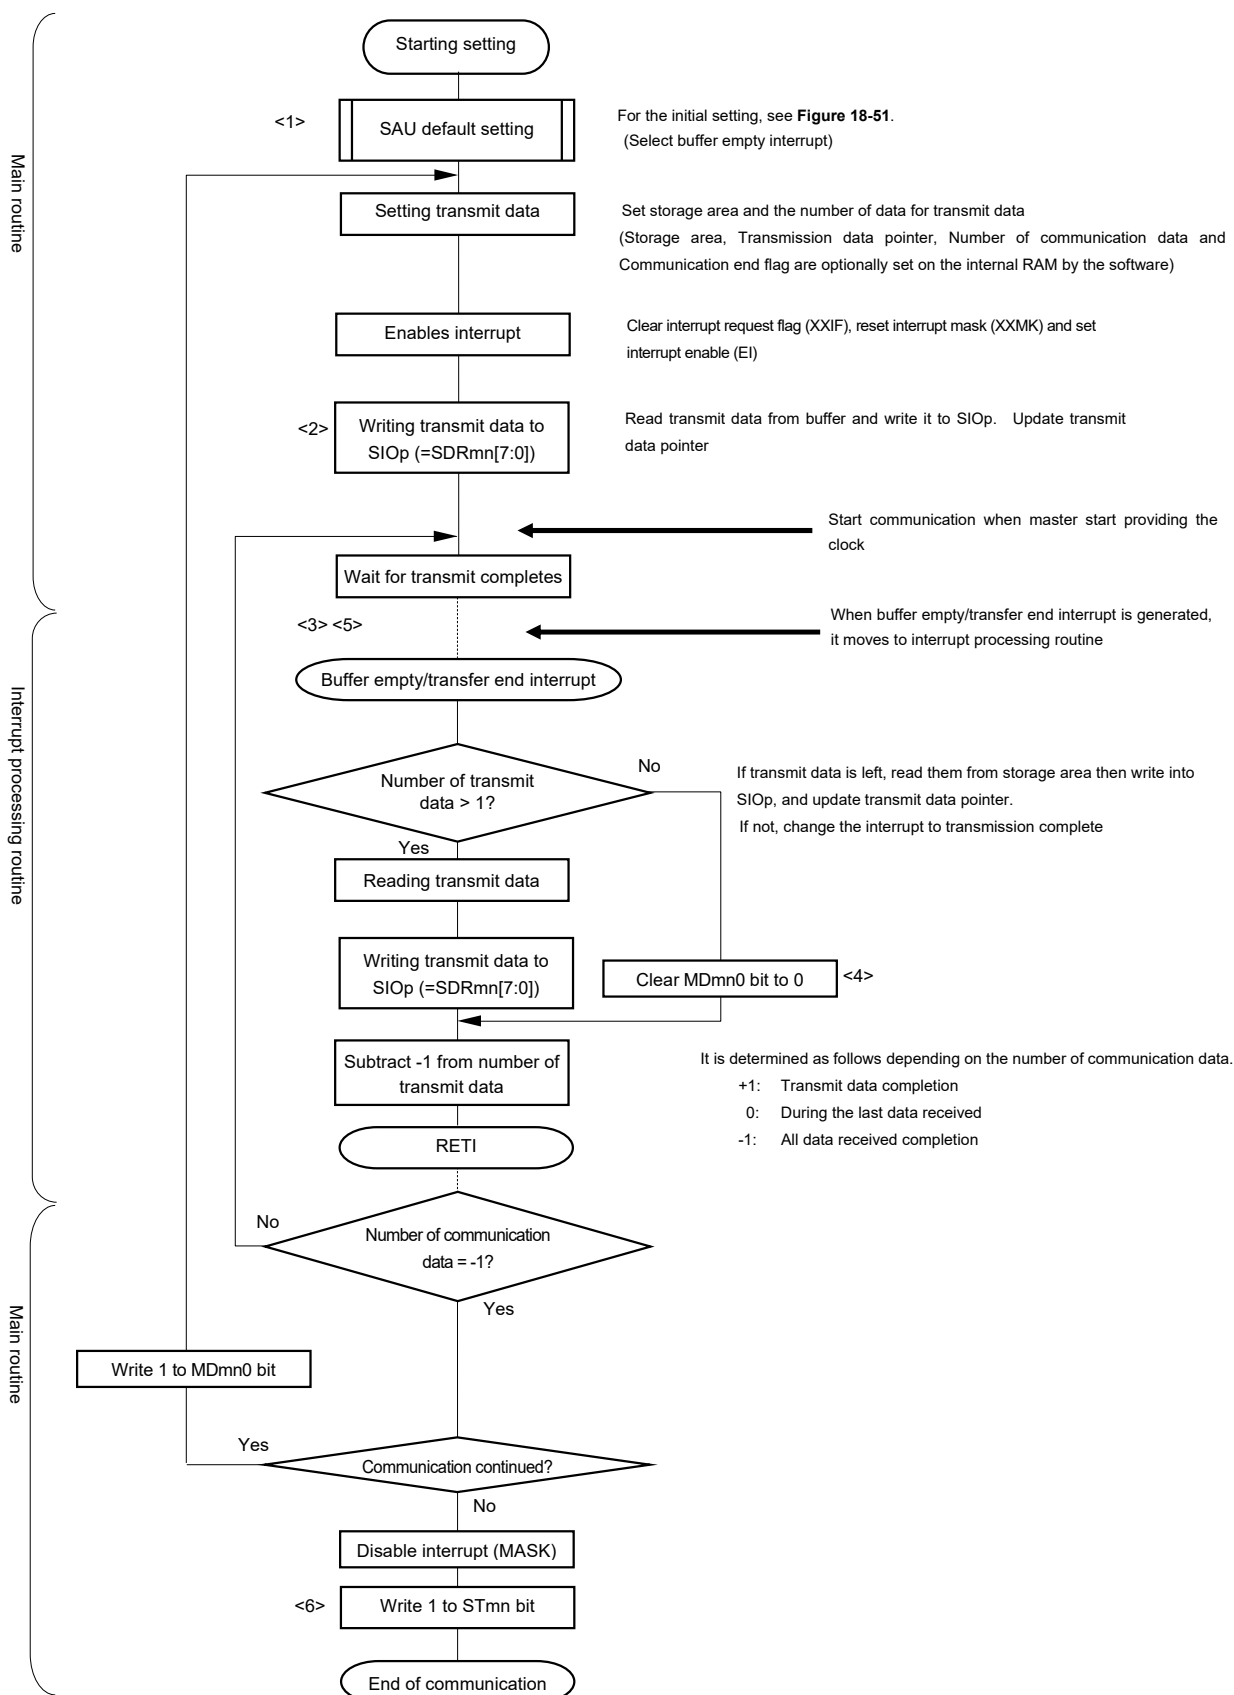 Starting setting
<1>
SAU default setting
For the initial setting, see Figure 18-51.
(Select buffer empty interrupt)
Main routine
Setting transmit data
Set storage area and the number of data for transmit data
(Storage area, Transmission data pointer, Number of communication data and
Communication end flag are optionally set on the internal RAM by the software)
Enables interrupt
Clear interrupt request flag (XXIF), reset interrupt mask (XXMK) and set
interrupt enable (EI)
<2>
Writing transmit data to
SIOp (=SDRmn[7:0])
Read transmit data from buffer and write it to SIOp. Update transmit
data pointer
Start communication when master start providing the
clock
Wait for transmit completes
<3> <5>
When buffer empty/transfer end interrupt is generated,
it moves to interrupt processing routine
Buffer empty/transfer end interrupt
Interrupt processing routine
Number of transmit
data > 1?
No
Yes
If transmit data is left, read them from storage area then write into
SIOp, and update transmit data pointer.
If not, change the interrupt to transmission complete
Reading transmit data
Writing transmit data to
SIOp (=SDRmn[7:0])
Clear MDmn0 bit to 0
<4>
Subtract -1 from number of
transmit data
It is determined as follows depending on the number of communication data.
+1: Transmit data completion
0: During the last data received
-1: All data received completion
RETI
No
Number of communication
data = -1?
Yes
Main routine
Write 1 to MDmn0 bit
Yes
Communication continued?
No
Disable interrupt (MASK)
<6>
Write 1 to STmn bit
End of communication